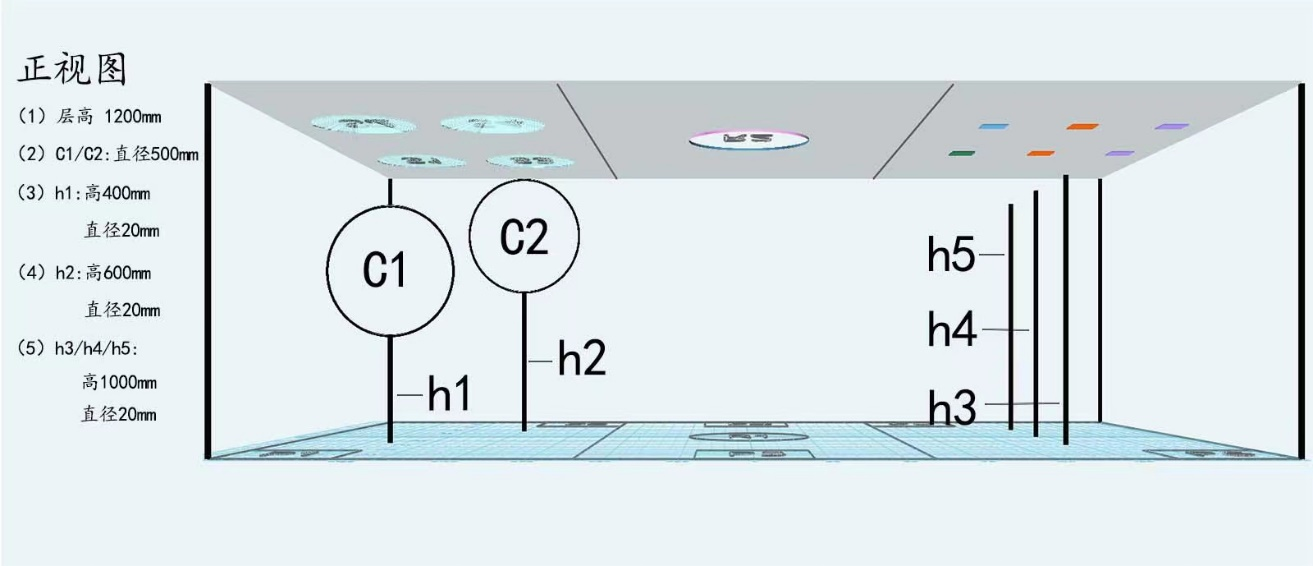 正视图
(1) 层高 1200mm
(2) C1/C2:直径500mm
(3) h1:高400mm
直径20mm
(4) h2:高600mm
直径20mm
(5) h3/h4/h5:
高1000mm
直径20mm
C1
C2
h1
h2
h5
h4
h3